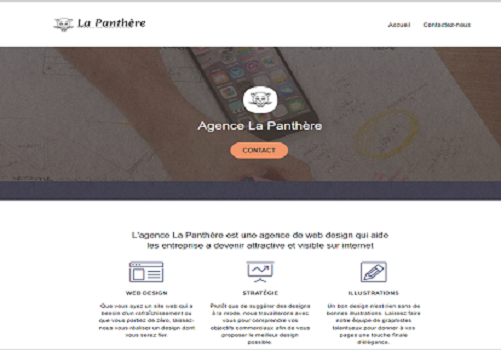 La Panthère
Accueil Contactez-nous
Agence La Panthère
CONTACT
L'agence La Panthère est une agence de web design qui aide
les entreprise a devenir attractive et visible sur internet
WEB DESIGN
Que vous ayez un site web qui a
besoin d'un rafraîchissement ou
que vous partiez de zéro, laissez-
nous vous réaliser un design dont
vous serez fier.
STRATÉGIE
Plutôt que de suggérer des designs
à la mode, nous travaillerons avec
vous pour comprendre vos
objectifs commerciaux afin de vous
proposer le meilleur design
possible.
ILLUSTRATIONS
Un bon design n'est rien sans de
bonnes illustrations. Laissez faire
notre équipe de graphistes
talentueux pour donner à vos
pages une touche finale
d'élégance.